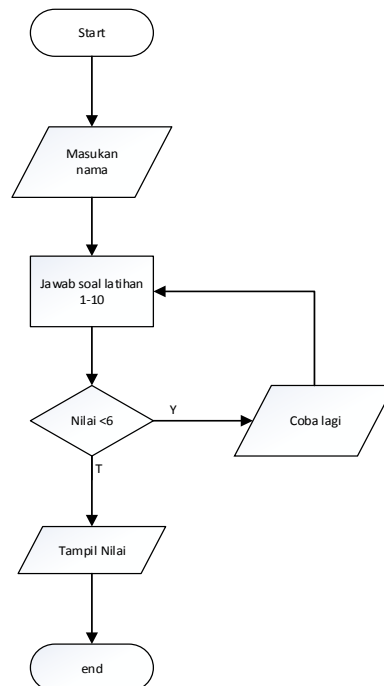 Start
Masukan
nama
Jawab soal latihan
1-10
Nilai <6
Y
Coba lagi
T
Tampil Nilai
end